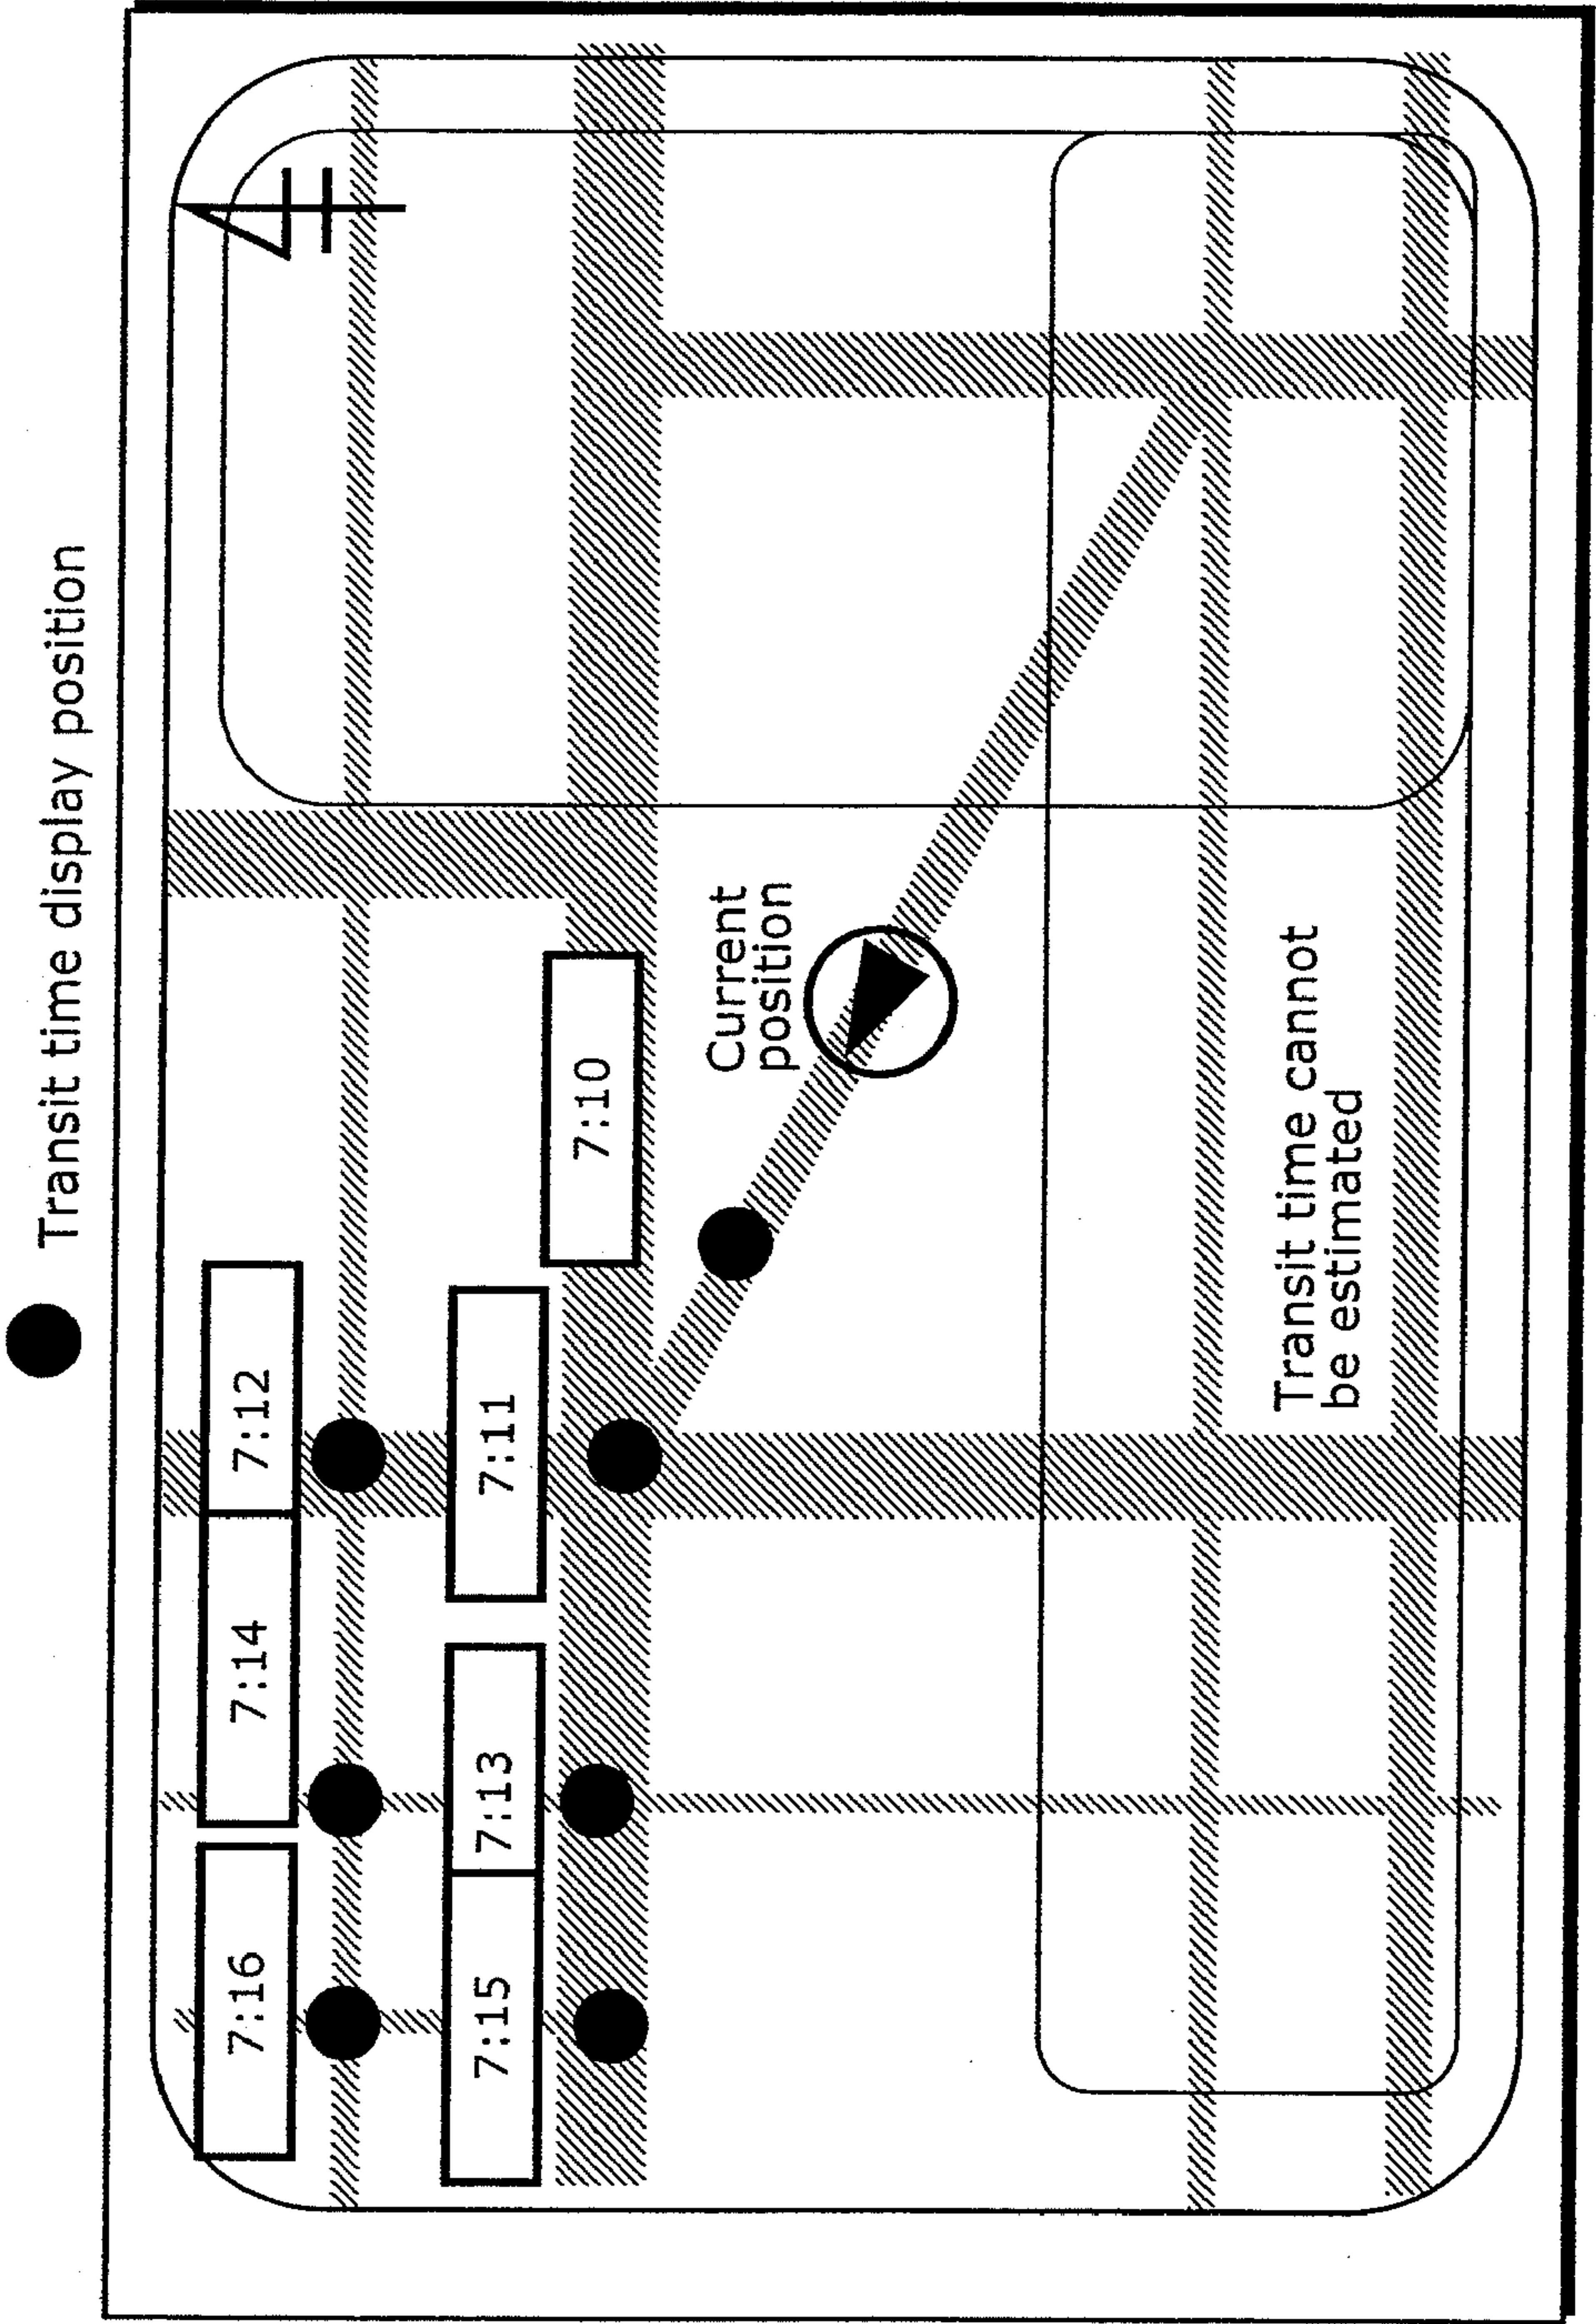 Transit time display position
7:16
7:14
7:12
7:15
7:13
7:11
7:10
Current
position
Transit time cannot
be estimated